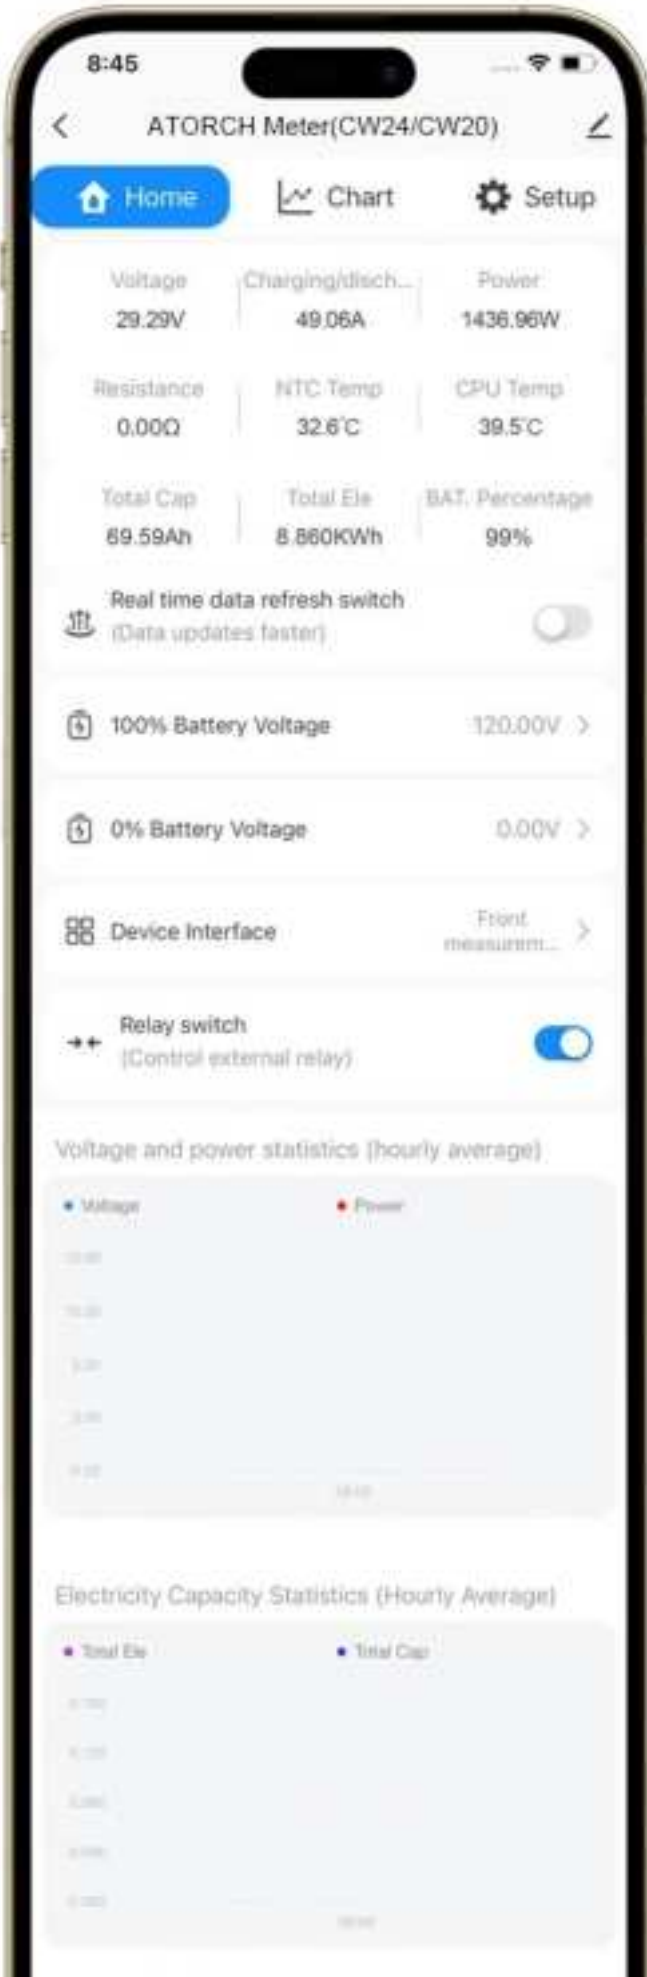 8:45
ATORCH Meter(CW24/CW20)
Home Chart Setup
Voltage Charging/disch... Power
29.29V 49.06A 1436.96W
Resistance NTC Temp CPU Temp
0.00Ω 32.6°C 39.5°C
Total Cap Total Ele BAT. Percentage
69.59Ah 8.860KWh 99%
Real time data refresh switch
(Data updates faster)
100% Battery Voltage 120.00V
0% Battery Voltage 0.00V
Device Interface Front
measurem...
Relay switch
(Control external relay)
Voltage and power statistics (hourly average)
Voltage Power
Electricity Capacity Statistics (Hourly Average)
Total Ele Total Cap